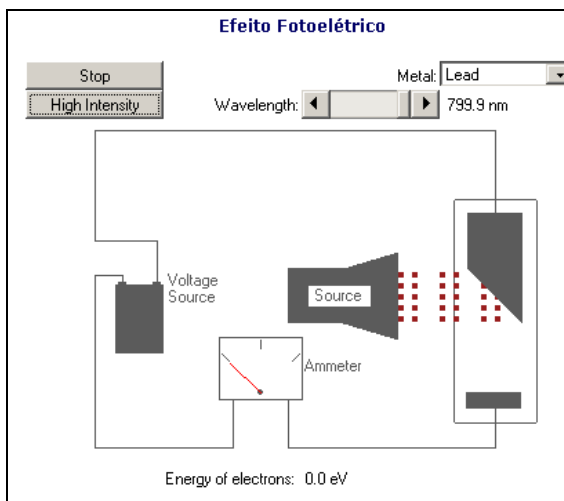 Efeito Fotoelétrico
Stop
Metal: Lead
High Intensity
Wavelength: 799.9 nm
Voltage
Source
Source
Ammeter
Energy of electrons: 0.0 eV